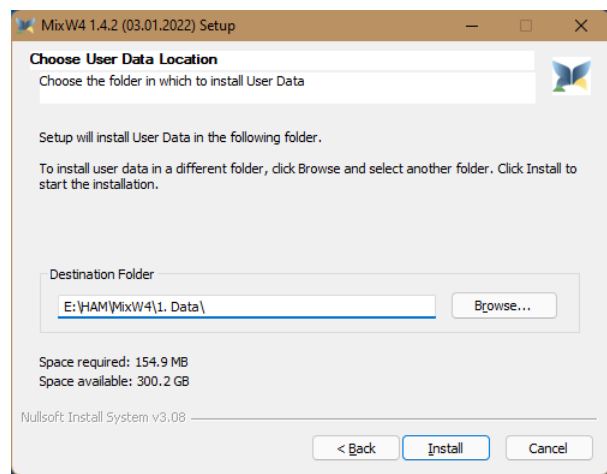 MixW4 1.4.2 (03.01.2022) Setup
Choose User Data Location
Choose the folder in which to install User Data
Setup will install User Data in the following folder.
To install user data in a different folder, click Browse and select another folder. Click Install to
start the installation.
Destination Folder
E:\HAM\MixW4\1. Data\
Browse...
Space required: 154.9 MB
Space available: 300.2 GB
Nullsoft Install System v3.08
< Back
Install
Cancel